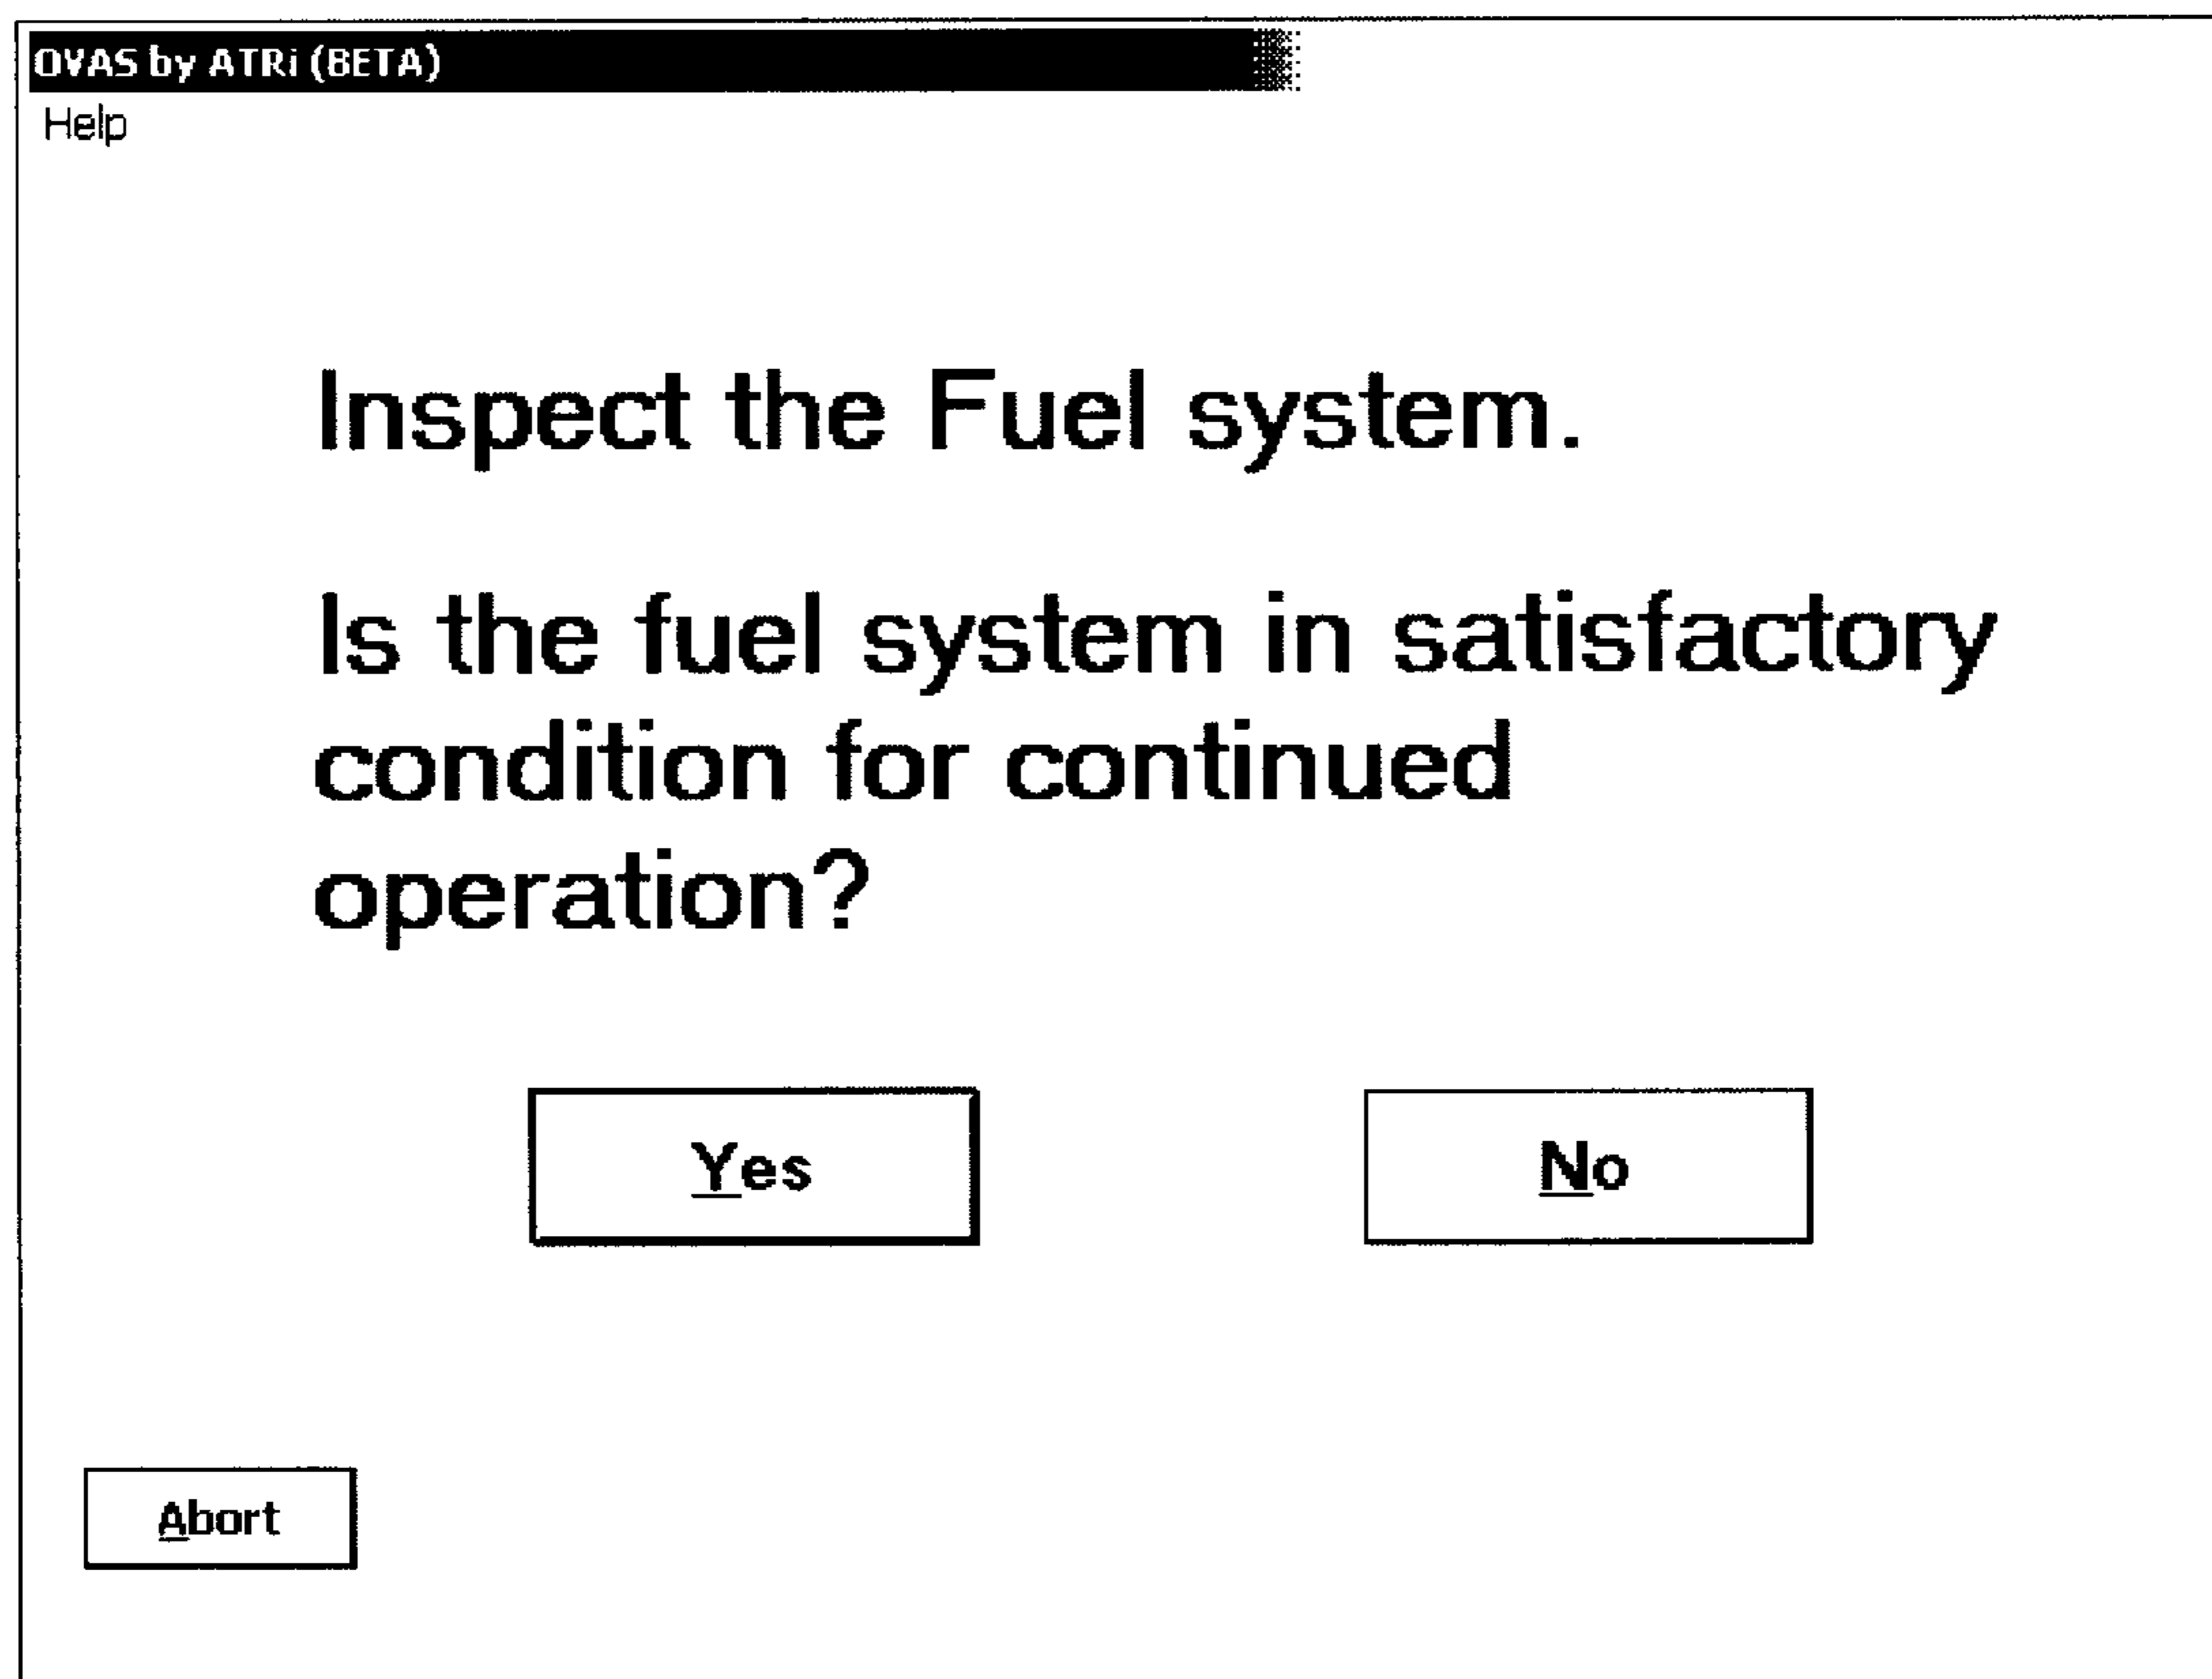 OVAS by ATRi (BETA)
Help
Inspect the Fuel system.
Is the fuel system in satisfactory
condition for continued
operation?
Yes
No
Abort